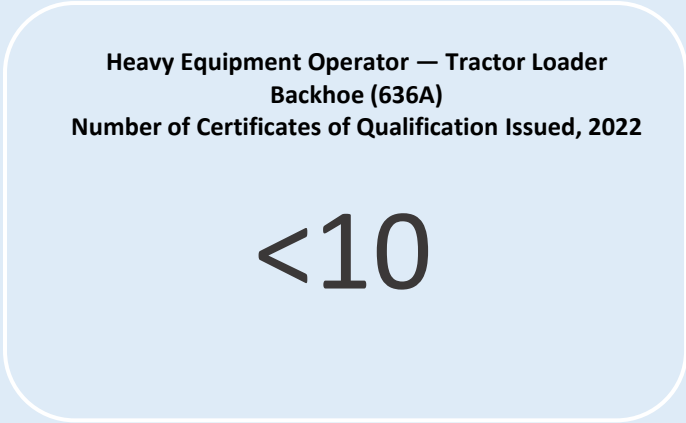 Heavy Equipment Operator — Tractor Loader
Backhoe (636A)
Number of Certificates of Qualification Issued, 2022
<10